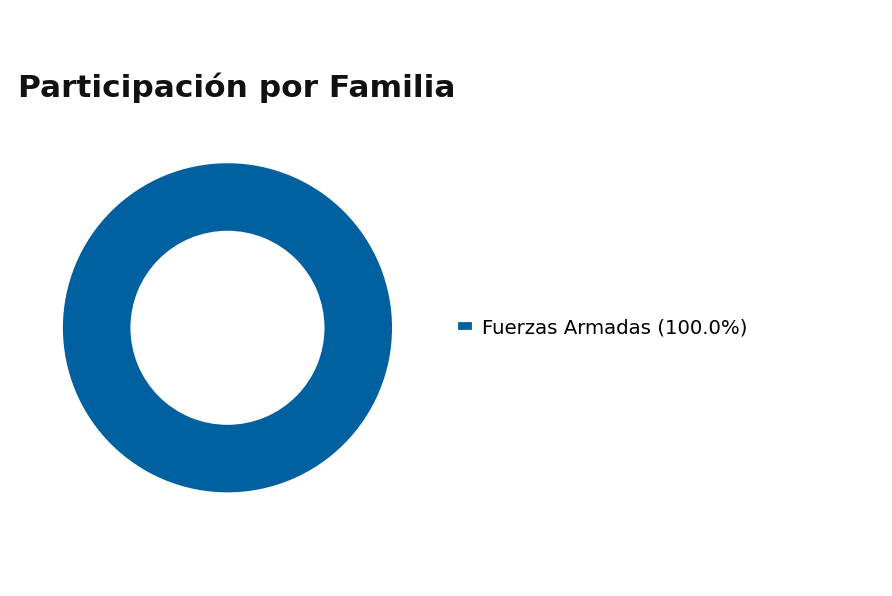 Participación por Familia
Fuerzas Armadas (100.0%)